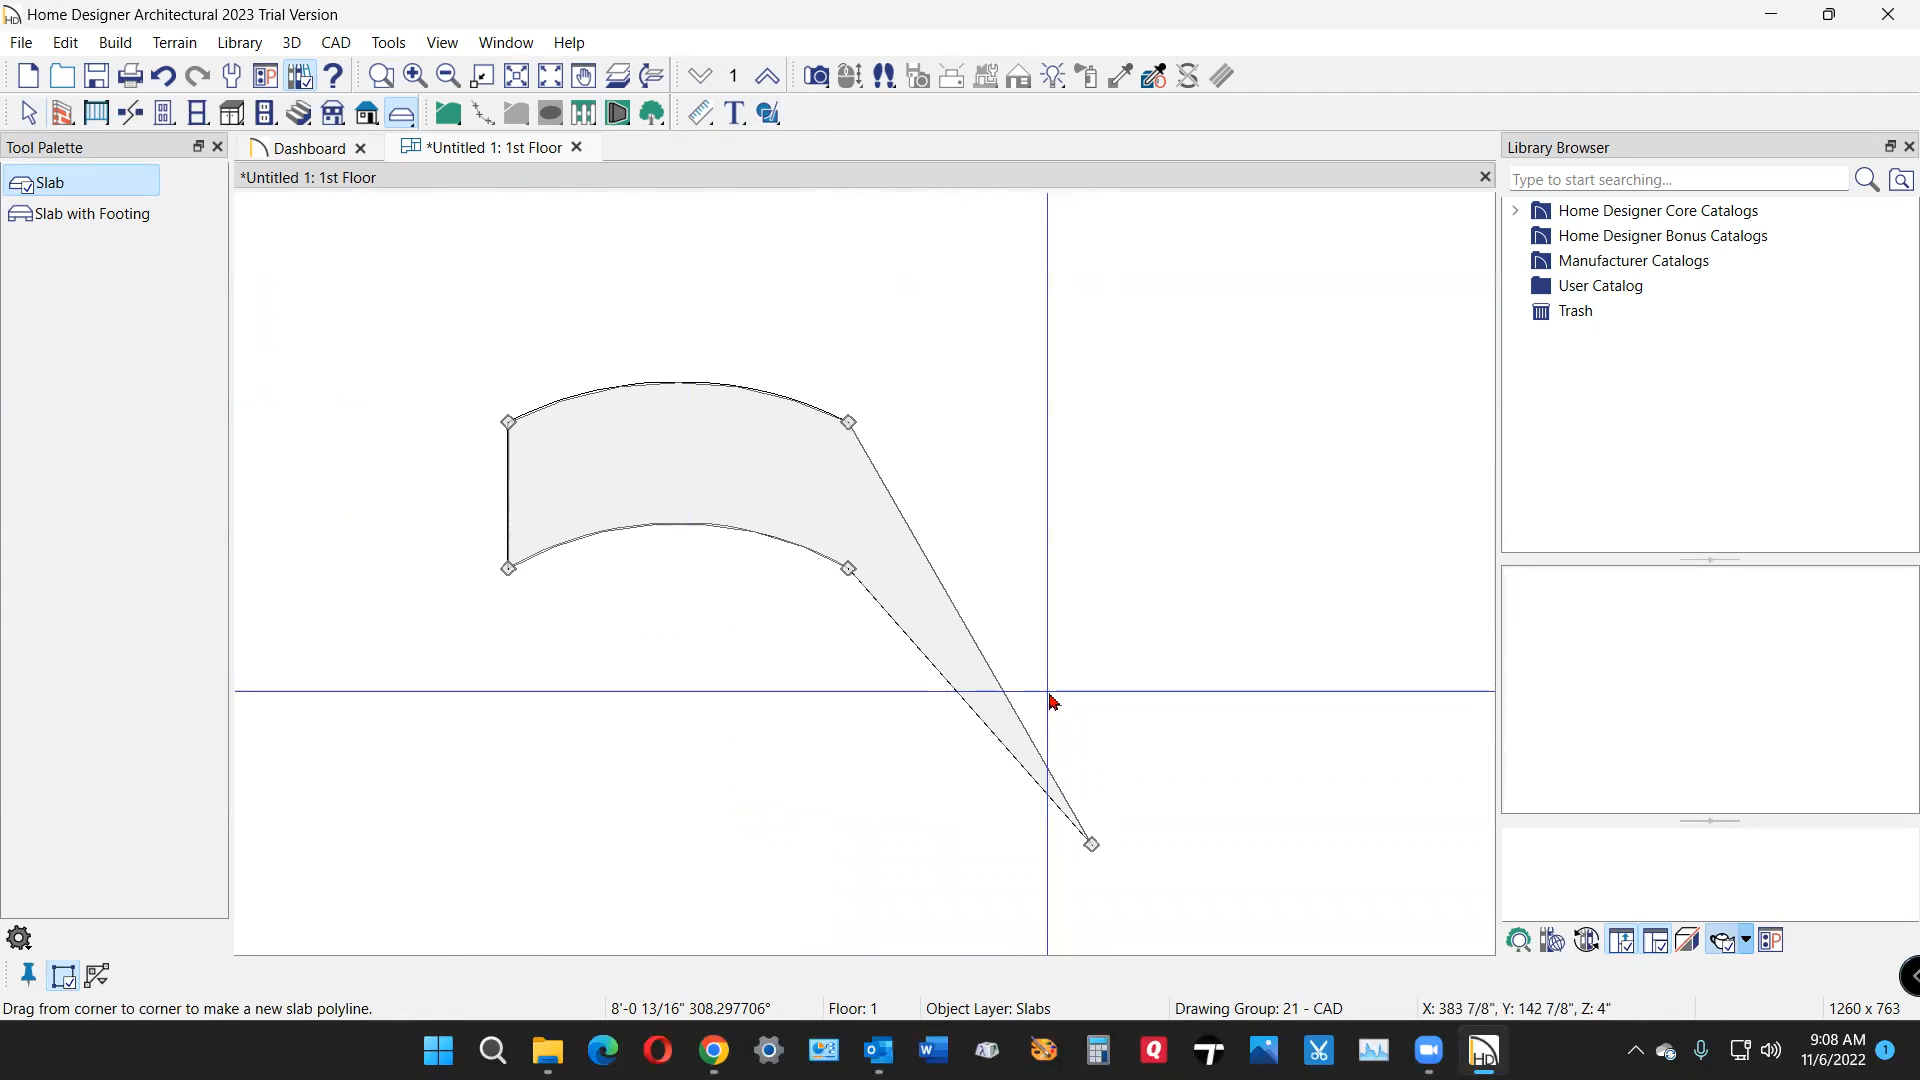 Home Designer Architectural 2023 Trial Version
File Edit Build Terrain Library 3D CAD Tools View Window Help
1
Tool Palette
Dashboard
*Untitled 1: 1st Floor
Library Browser
*Untitled 1: 1st Floor
Type to start searching...
Slab
Slab with Footing
Home Designer Core Catalogs
Home Designer Bonus Catalogs
Manufacturer Catalogs
User Catalog
Trash
Drag from corner to corner to make a new slab polyline.
8'-0 13/16" 308.297706°
Floor: 1
Object Layer: Slabs
Drawing Group: 21 - CAD
X: 383 7/8", Y: 142 7/8", Z: 4"
1260 x 763
9:08 AM
11/6/2022
1